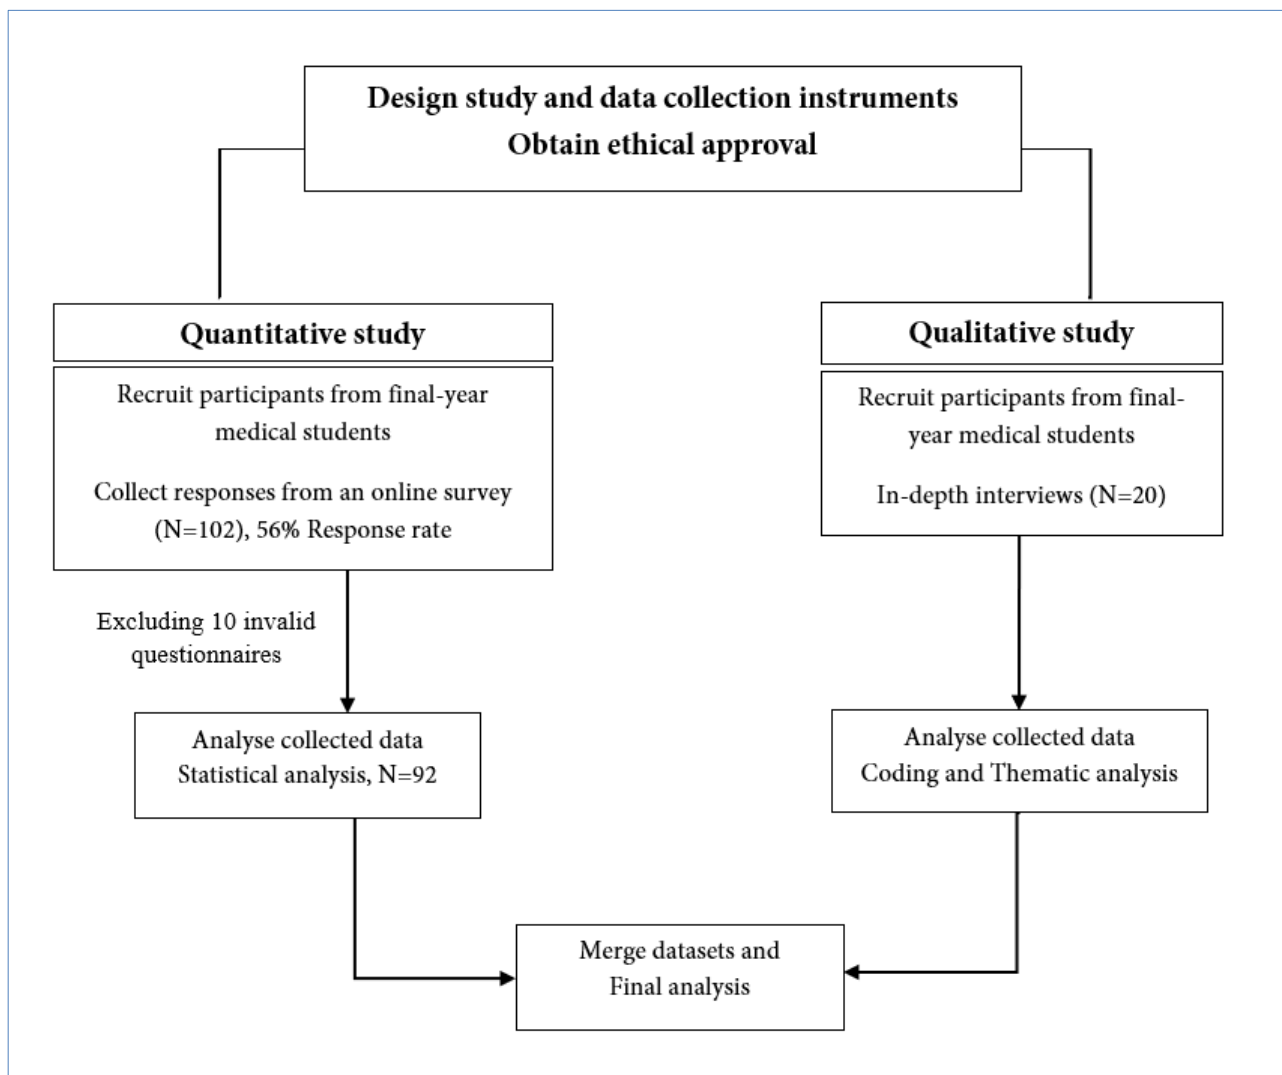 Design study and data collection instruments
Obtain ethical approval
Quantitative study
Recruit participants from final-year
medical students
Collect responses from an online survey
(N=102), 56% Response rate
Excluding 10 invalid
questionnaires
Analyse collected data
Statistical analysis, N=92
Qualitative study
Recruit participants from final-
year medical students
In-depth interviews (N=20)
Analyse collected data
Coding and Thematic analysis
Merge datasets and
Final analysis